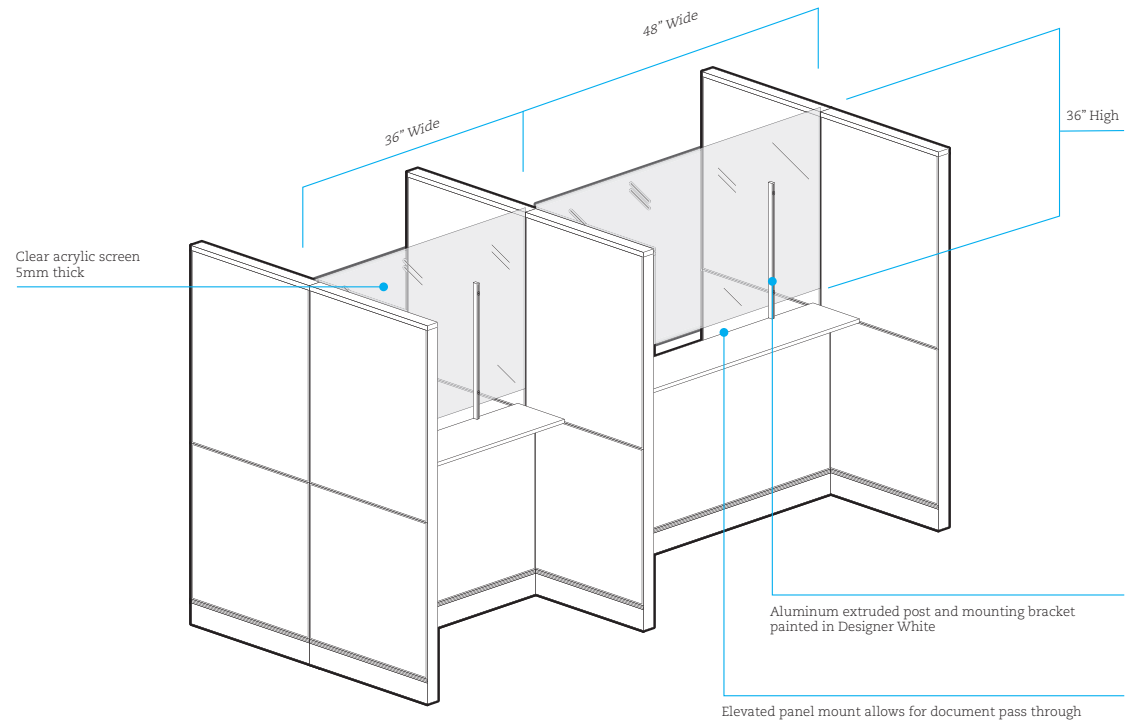 48” Wide
36” Wide
36” High
Clear acrylic screen
5mm thick
Aluminum extruded post and mounting bracket
painted in Designer White
Elevated panel mount allows for document pass through